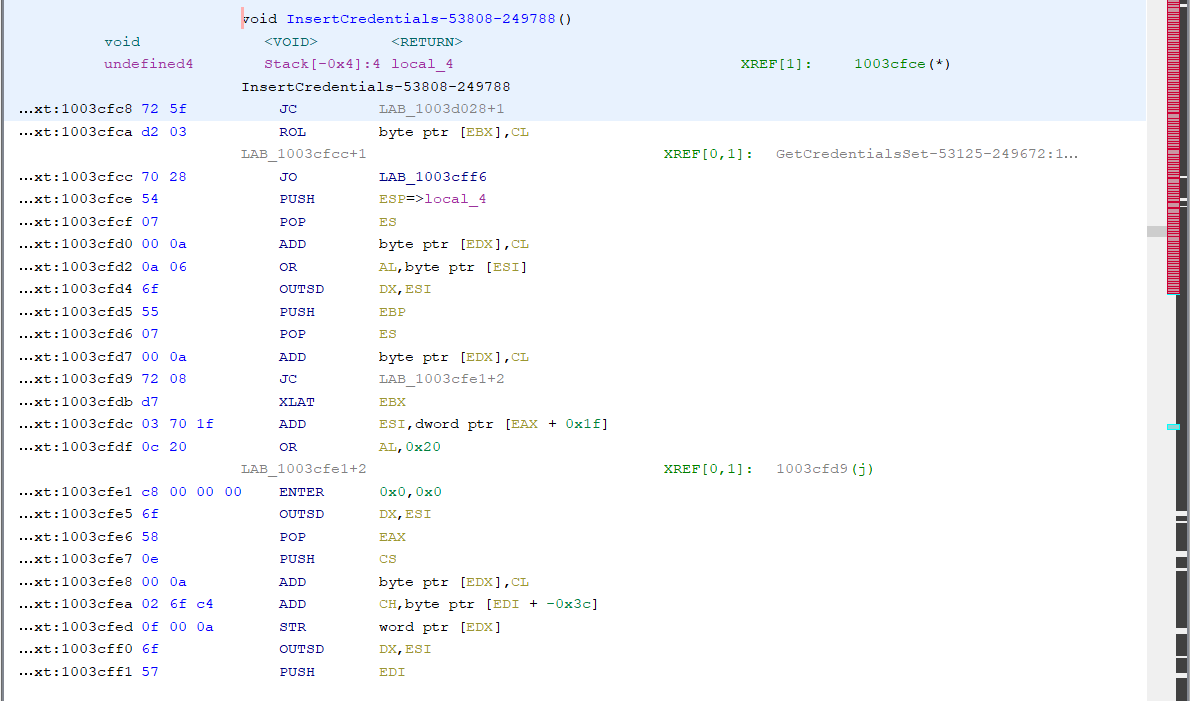 void InsertCredentials-53808-249788()
void <VOID> <RETURN>
undefined4 Stack[-0x4]:4 local_4 XREF[1]: 1003cfce(*)
InsertCredentials-53808-249788
...xt:1003cfc8 72 5f JC LAB_1003d028+1
...xt:1003cfca d2 03 ROL byte ptr [EBX],CL
LAB_1003cfcc+1 XREF[0,1]: GetCredentialsSet-53125-249672:1...
...xt:1003cfcc 70 28 JO LAB_1003cff6
...xt:1003cfce 54 PUSH ESP=>local_4
...xt:1003cfcf 07 POP ES
...xt:1003cfd0 00 0a ADD byte ptr [EDX],CL
...xt:1003cfd2 0a 06 OR AL,byte ptr [ESI]
...xt:1003cfd4 6f OUTSD DX,ESI
...xt:1003cfd5 55 PUSH EBP
...xt:1003cfd6 07 POP ES
...xt:1003cfd7 00 0a ADD byte ptr [EDX],CL
...xt:1003cfd9 72 08 JC LAB_1003cfe1+2
...xt:1003cfdb d7 XLAT EBX
...xt:1003cfdc 03 70 1f ADD ESI,dword ptr [EAX + 0x1f]
...xt:1003cfdf 0c 20 OR AL,0x20
LAB_1003cfe1+2 XREF[0,1]: 1003cfd9(j)
...xt:1003cfe1 c8 00 00 00 ENTER 0x0,0x0
...xt:1003cfe5 6f OUTSD DX,ESI
...xt:1003cfe6 58 POP EAX
...xt:1003cfe7 0e PUSH CS
...xt:1003cfe8 00 0a ADD byte ptr [EDX],CL
...xt:1003cfea 02 6f c4 ADD CH,byte ptr [EDI + -0x3c]
...xt:1003cfed 0f 00 0a STR word ptr [EDX]
...xt:1003cff0 6f OUTSD DX,ESI
...xt:1003cff1 57 PUSH EDI